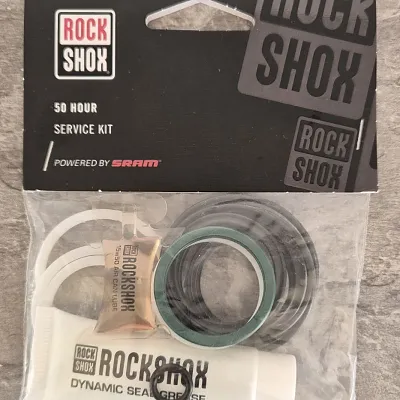 ROCK
SHOX
ROCK
SHOX
ROCK
SHOX
50 HOUR
SERVICE KIT
POWERED BY SRAM
ROCKSHOX
ROCK
SHOX
ROCKSHOX
DYNAMIC SEAL GREASE